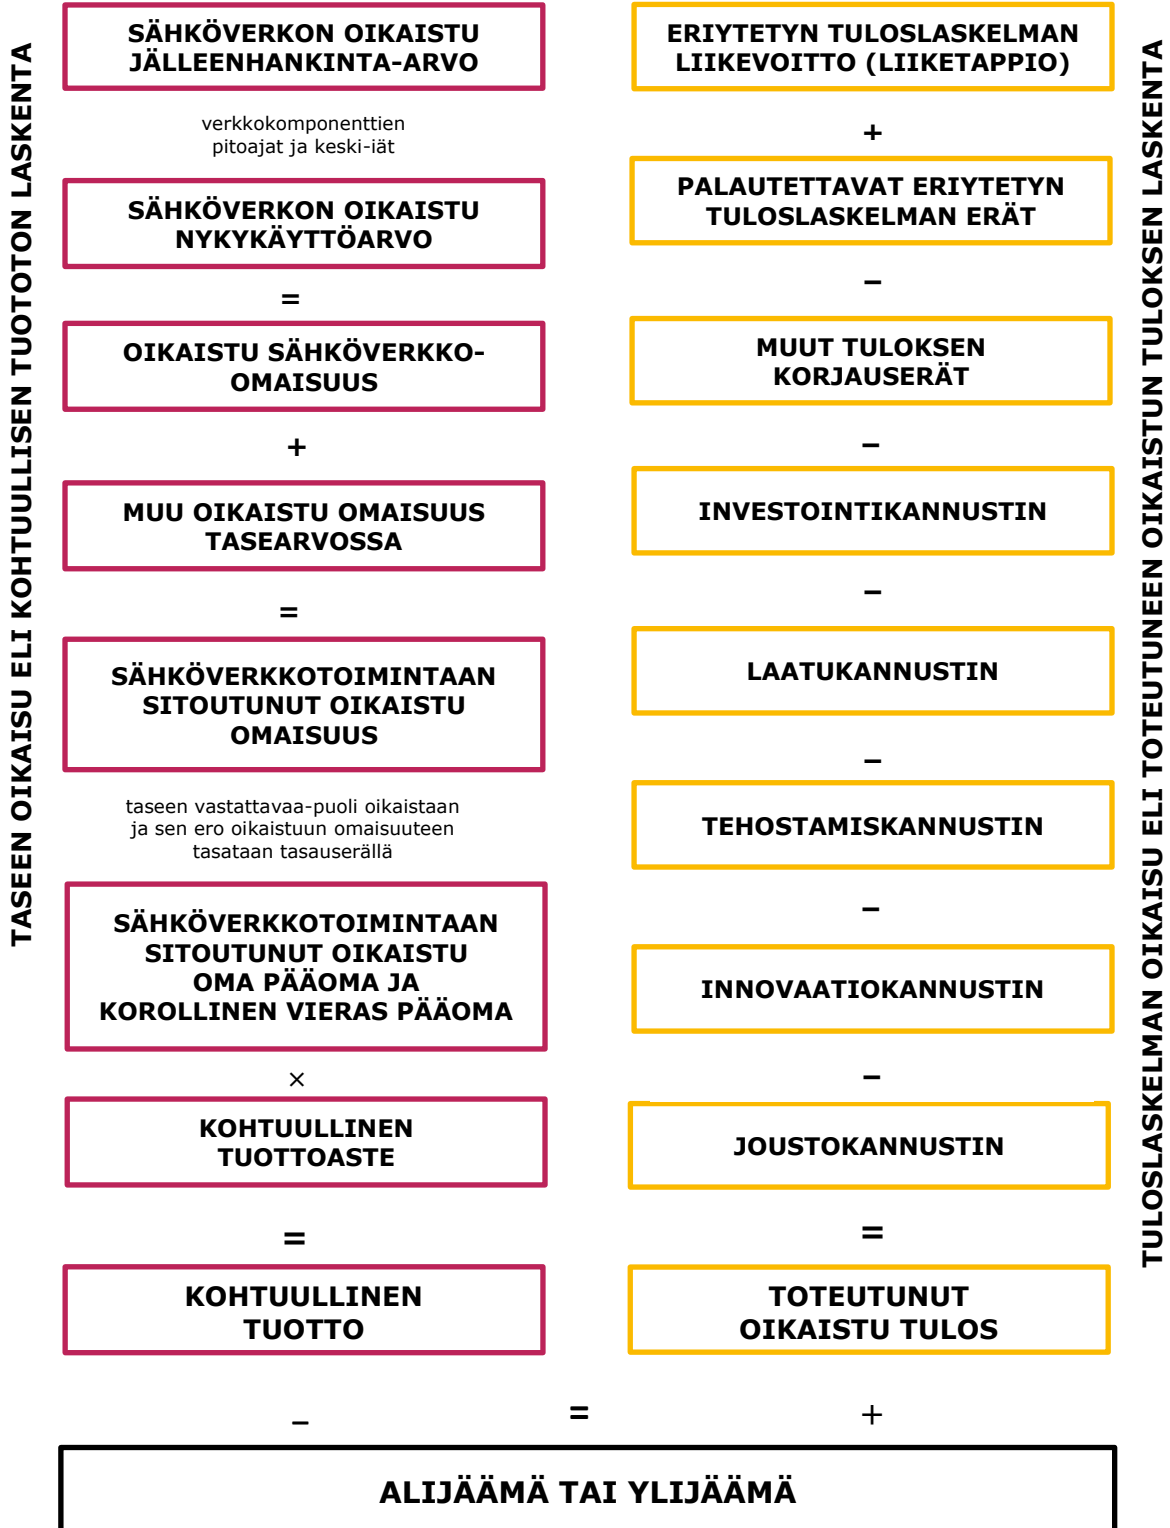 TASEEN OIKAISU ELI KOHTUULLISEN TUOTOTON LASKENTA
SÄHKÖVERKON OIKAISTU
JÄLLEENHANKINTA-ARVO
verkkokomponenttien
pitoajat ja keski-iät
SÄHKÖVERKON OIKAISTU
NYKYKÄYTTÖARVO
=
OIKAISTU SÄHKÖVERKKO-
OMAISUUS
+
MUU OIKAISTU OMAISUUS
TASEARVOSSA
=
SÄHKÖVERKKOTOIMINTAAN
SITOUTUNUT OIKAISTU
OMAISUUS
taseen vastattavaa-puoli oikaistaan
ja sen ero oikaistuun omaisuuteen
tasataan tasauserällä
SÄHKÖVERKKOTOIMINTAAN
SITOUTUNUT OIKAISTU
OMA PÄÄOMA JA
KOROLLINEN VIERAS PÄÄOMA
×
KOHTUULLINEN
TUOTTOASTE
=
KOHTUULLINEN
TUOTTO
ERIYTETYN TULOSLASKELMAN
LIIKEVOITTO (LIIKETAPPIO)
+
PALAUTETTAVAT ERIYTETYN
TULOSLASKELMAN ERÄT
–
MUUT TULOKSEN
KORJAUSERÄT
–
INVESTOINTIKANNUSTIN
–
LAATUKANNUSTIN
–
TEHOSTAMISKANNUSTIN
–
INNOVAATIOKANNUSTIN
–
JOUSTOKANNUSTIN
=
TOTEUTUNUT
OIKAISTU TULOS
TULOSLASKELMAN OIKAISU ELI TOTEUTUNEEN OIKAISTUN TULOKSEN LASKENTA
– = +
ALIJÄÄMÄ TAI YLIJÄÄMÄ